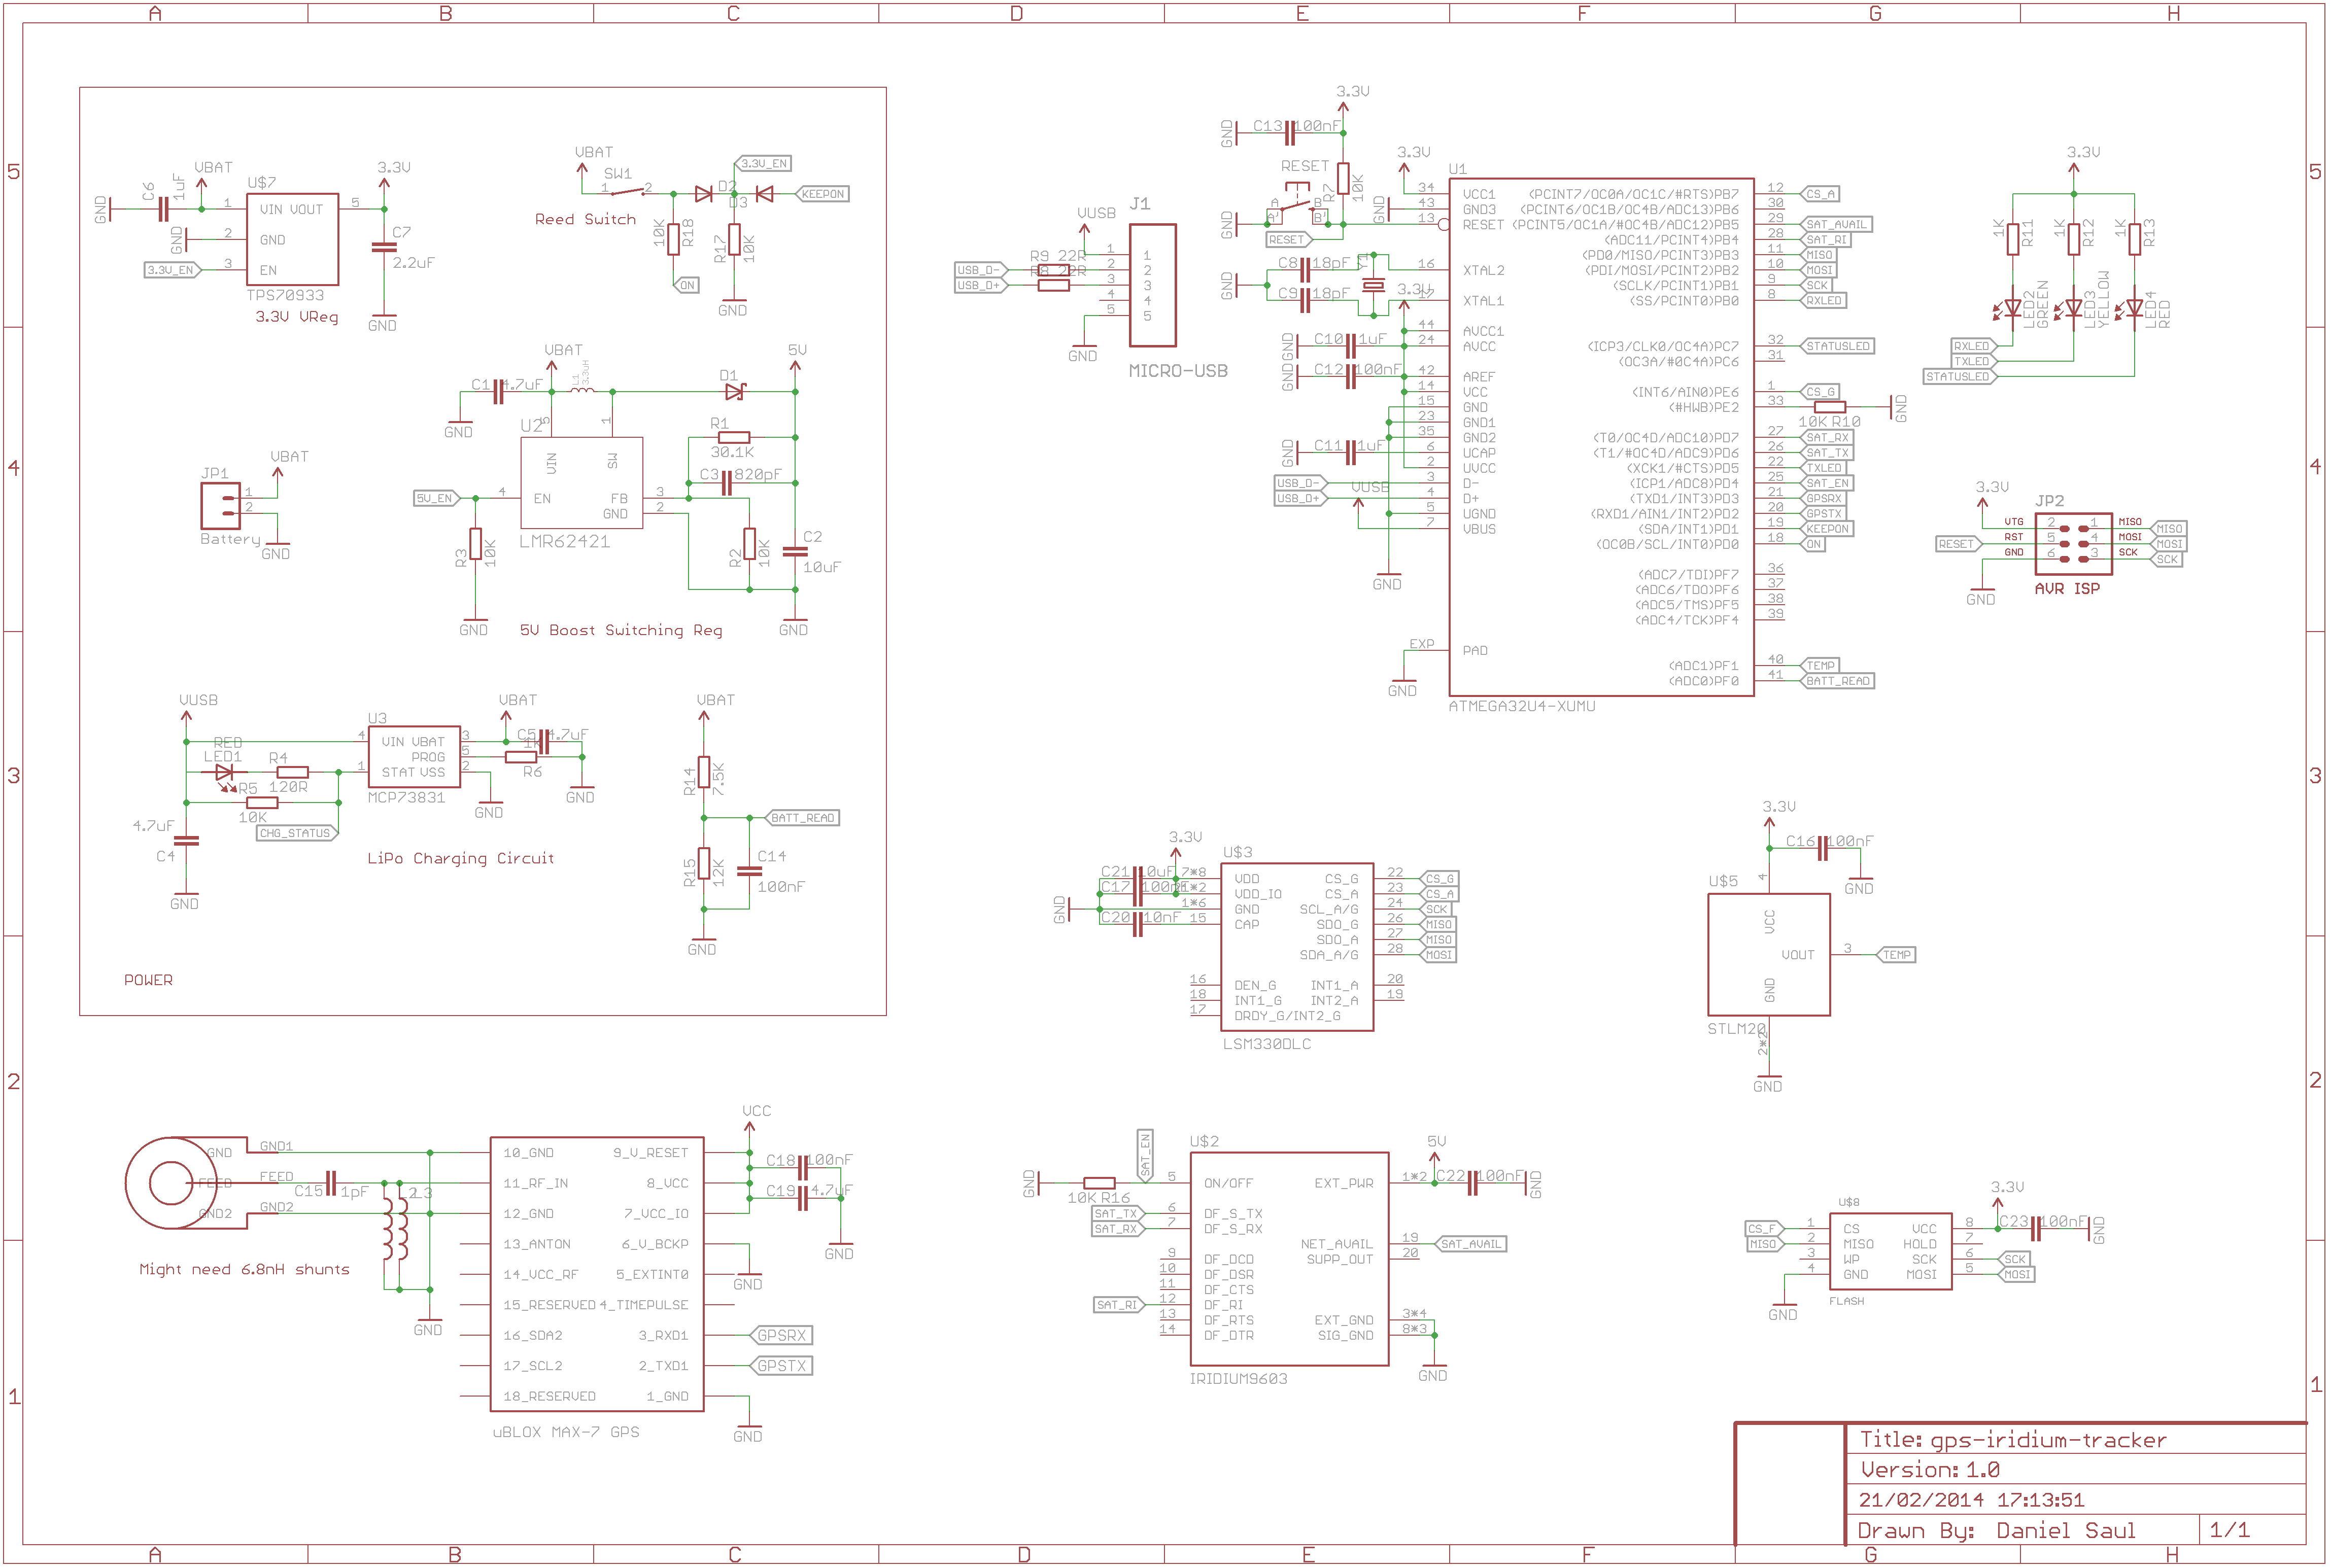 A B C D E F G H
5
4
3
2
1
C6
1uF
GND
VBAT
U$7
3.3V
1 VIN VOUT 5
2 GND
3.3V_EN 3 EN
GND
TPS70933
3.3V VReg
C7
2.2uF
GND
VBAT
SW1
1 2
D2
D3
3.3V_EN
KEEPON
Reed Switch
10K
R18
R17
10K
ON
GND
VBAT
5V
C1 4.7uF
L1
3.3uH
D1
GND
U2
5 1
VIN SW
R1
30.1K
C3 820pF
5V_EN 4 EN FB 3
GND 2
LMR62421
R3
10K
R2
10K
C2
10uF
GND
GND
5V Boost Switching Reg
JP1
VBAT
1
2
Battery
GND
VUSB
U3
VBAT
RED
LED1
R4
120R
R5
10K
4 VIN VBAT 3
PROG 5
1 STAT VSS 2
MCP73831
C5 4.7uF
1K
R6
GND
GND
CHG_STATUS
4.7uF
C4
GND
LiPo Charging Circuit
VBAT
R14
7.5K
BATT_READ
R15
12K
C14
100nF
GND
POWER
GND
FEED
GND2
GND1
FEED
GND2
C15 1pF
L2
L3
Might need 6.8nH shunts
GND
VCC
10_GND 9_V_RESET
11_RF_IN 8_VCC
12_GND 7_VCC_IO
13_ANTON 6_V_BCKP
14_VCC_RF 5_EXTINT0
15_RESERVED 4_TIMEPULSE
16_SDA2 3_RXD1 GPSRX
17_SCL2 2_TXD1 GPSTX
18_RESERVED 1_GND
uBLOX MAX-7 GPS
C18 100nF
C19 4.7uF
GND
GND
GND
J1
VUSB
R9 22R
R8 22R
USB_D-
USB_D+
1 1
2 2
3 3
4 4
5 5
GND
MICRO-USB
3.3V
GND C13 100nF
RESET
R7
10K
A B
A' B'
GND
RESET
3.3V
GND
C8 18pF
C9 18pF
GND
Y1
3.3V
GND C10 1uF
GND C12 100nF
GND C11 1uF
USB_D-
USB_D+
VUSB
GND
U1
34 VCC1
43 GND3
13 RESET
16 XTAL2
17 XTAL1
44 AVCC1
24 AVCC
42 AREF
14 VCC
15 GND
23 GND1
35 GND2
6 UCAP
2 UVCC
3 D-
4 D+
5 UGND
7 VBUS
EXP PAD
GND
(PCINT7/OC0A/OC1C/#RTS)PB7 12 CS_A
(PCINT6/OC1B/OC4B/ADC13)PB6 30
(PCINT5/OC1A/#OC4B/ADC12)PB5 29 SAT_AVAIL
(ADC11/PCINT4)PB4 28 SAT_RI
(PD0/MISO/PCINT3)PB3 11 MISO
(PDI/MOSI/PCINT2)PB2 10 MOSI
(SCLK/PCINT1)PB1 9 SCK
(SS/PCINT0)PB0 8 RXLED
(ICP3/CLK0/OC4A)PC7 32 STATUSLED
(OC3A/#0C4A)PC6 31
(INT6/AIN0)PE6 1 CS_G
(#HWB)PE2 33
10K R10
GND
(T0/OC4D/ADC10)PD7 27 SAT_RX
(T1/#OC4D/ADC9)PD6 26 SAT_TX
(XCK1/#CTS)PD5 22 TXLED
(ICP1/ADC8)PD4 25 SAT_EN
(TXD1/INT3)PD3 21 GPSRX
(RXD1/AIN1/INT2)PD2 20 GPSTX
(SDA/INT1)PD1 19 KEEPON
(OC0B/SCL/INT0)PD0 18 ON
(ADC7/TDI)PF7 36
(ADC6/TDO)PF6 37
(ADC5/TMS)PF5 38
(ADC4/TCK)PF4 39
(ADC1)PF1 40 TEMP
(ADC0)PF0 41 BATT_READ
ATMEGA32U4-XUMU
3.3V
1K R11
1K R12
1K R13
LED2
GREEN
LED3
YELLOW
LED4
RED
RXLED
TXLED
STATUSLED
3.3V
JP2
VTG 2 1 MISO MISO
RESET RST 5 4 MOSI MOSI
GND 6 3 SCK SCK
GND
AVR ISP
3.3V
U$3
C21 10uF 7*8 VDD CS_G 22 CS_G
C17 100nF VDD_IO CS_A 23 CS_A
GND 1*6 GND SCL_A/G 24 SCK
C20 10nF 15 CAP SDO_G 26 MISO
SDO_A 27 MISO
SDA_A/G 28 MOSI
16 DEN_G INT1_A 20
18 INT1_G INT2_A 19
17 DRDY_G/INT2_G
LSM330DLC
3.3V
C16 100nF
GND
U$5
4
VCC
VOUT 3 TEMP
GND
STLM20
2*2
GND
SAT_EN
U$2
5V
GND 10K R16 5 ON/OFF EXT_PWR 1*2 C22 100nF GND
SAT_TX 6 DF_S_TX
SAT_RX 7 DF_S_RX
NET_AVAIL 19 SAT_AVAIL
9 DF_DCD SUPP_OUT 20
10 DF_DSR
11 DF_CTS
SAT_RI 12 DF_RI
13 DF_RTS EXT_GND 3*4
14 DF_DTR SIG_GND 8*3
GND
IRIDIUM9603
U$8
3.3V
CS_F 1 CS VCC 8 C23 100nF GND
MISO 2 MISO HOLD 7
3 WP SCK 6 SCK
4 GND MOSI 5 MOSI
GND
FLASH
Title: gps-iridium-tracker
Version: 1.0
21/02/2014 17:13:51
Drawn By: Daniel Saul 1/1
5
4
3
2
1
A B C D E F G H